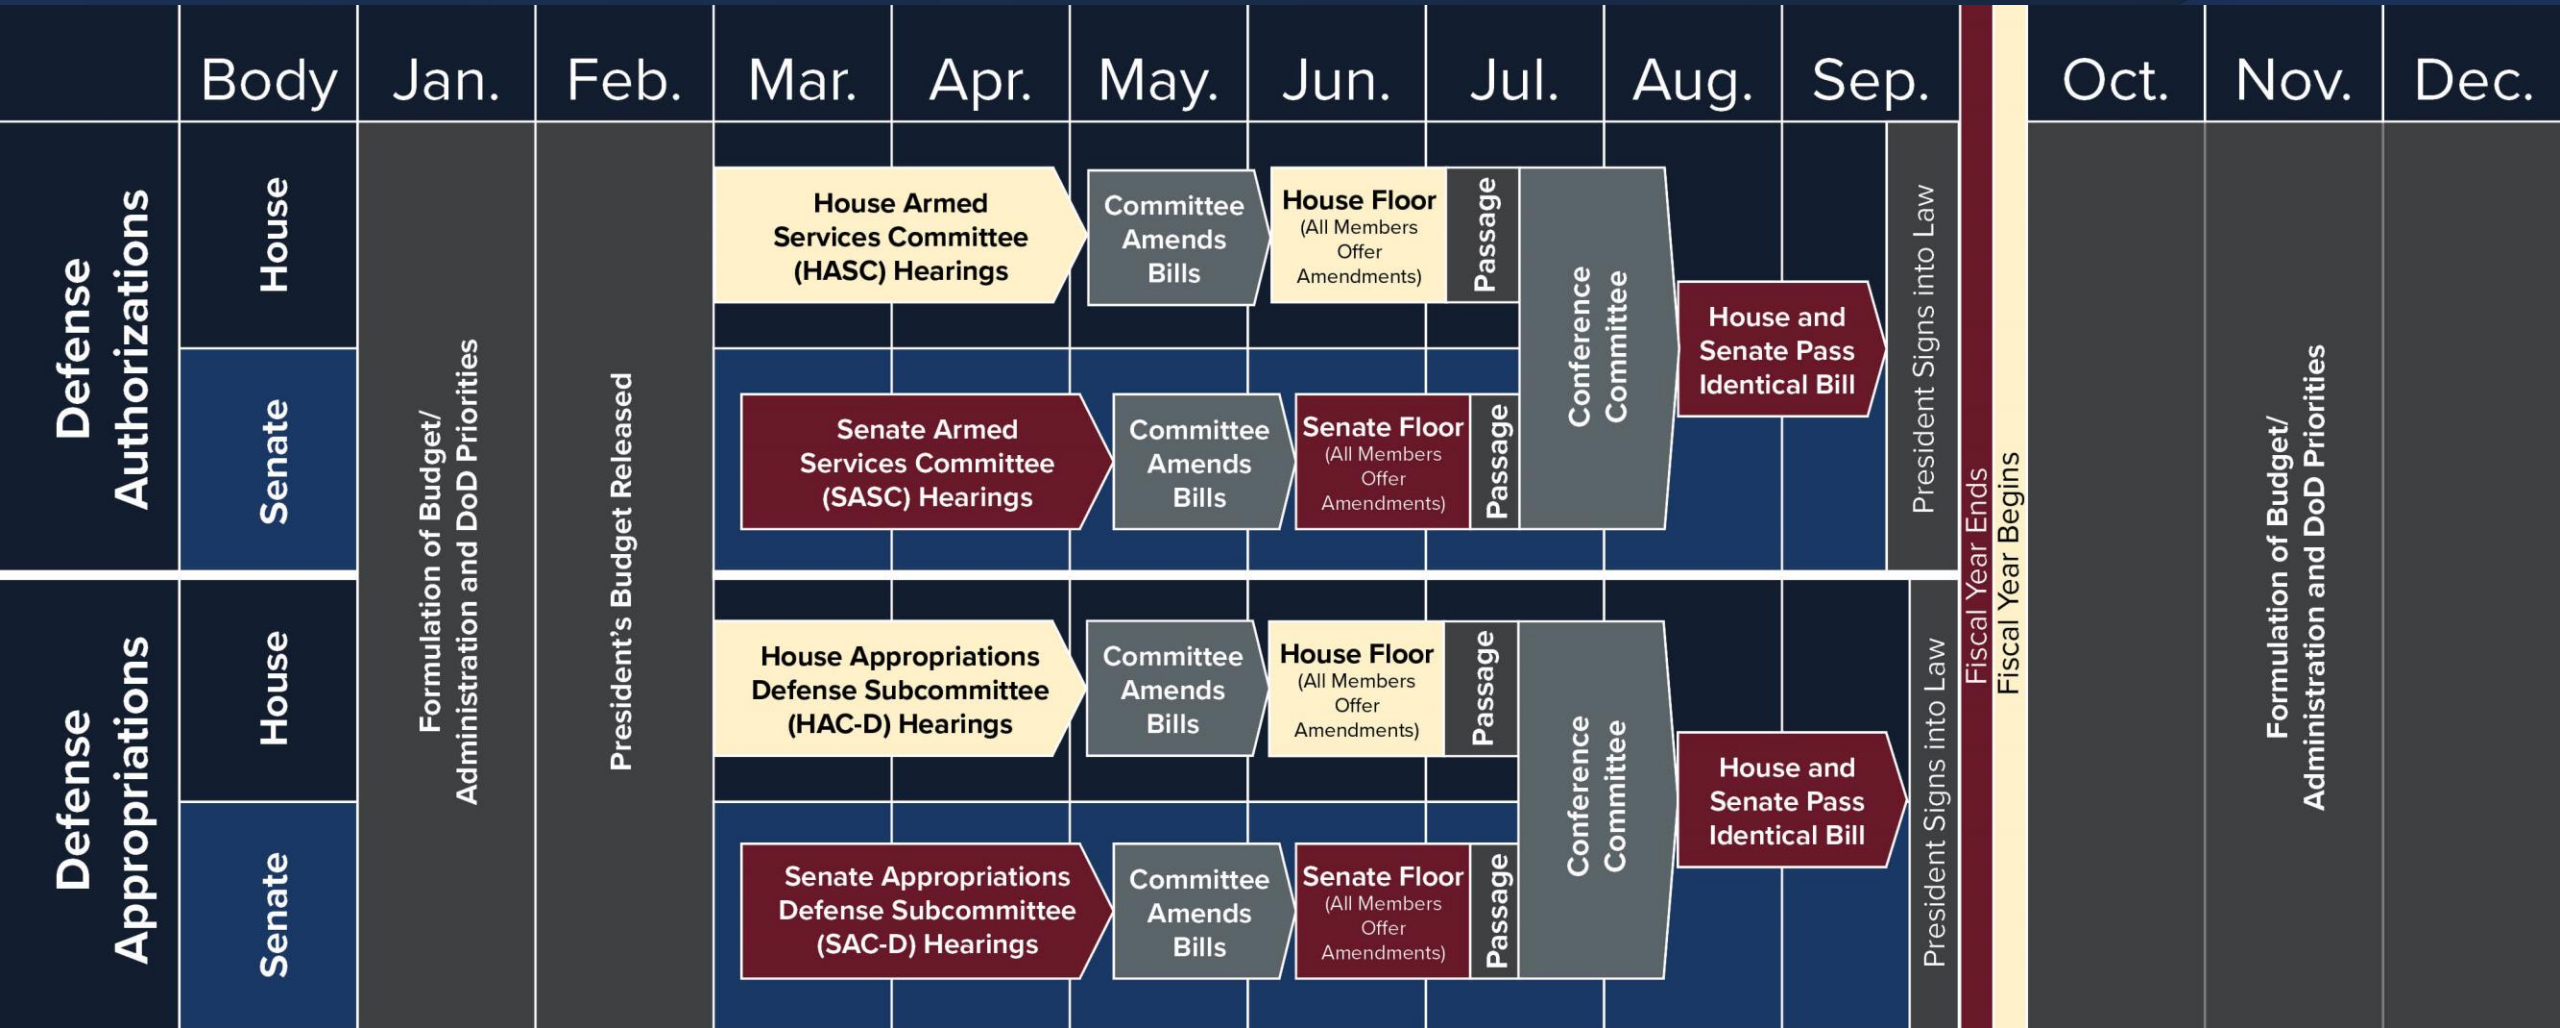 Body
Jan.
Feb.
Mar.
Apr.
May.
Jun.
Jul.
Aug.
Sep.
Oct.
Nov.
Dec.
Defense
Authorizations
House
Senate
Formulation of Budget/
Administration and DoD Priorities
President's Budget Released
House Armed
Services Committee
(HASC) Hearings
Committee
Amends
Bills
House Floor
(All Members
Offer
Amendments)
Passage
Senate Armed
Services Committee
(SASC) Hearings
Committee
Amends
Bills
Senate Floor
(All Members
Offer
Amendments)
Passage
Conference
Committee
House and
Senate Pass
Identical Bill
President Signs into Law
Defense
Appropriations
House
Senate
House Appropriations
Defense Subcommittee
(HAC-D) Hearings
Committee
Amends
Bills
House Floor
(All Members
Offer
Amendments)
Passage
Senate Appropriations
Defense Subcommittee
(SAC-D) Hearings
Committee
Amends
Bills
Senate Floor
(All Members
Offer
Amendments)
Passage
Conference
Committee
House and
Senate Pass
Identical Bill
President Signs into Law
Fiscal Year Ends
Fiscal Year Begins
Formulation of Budget/
Administration and DoD Priorities